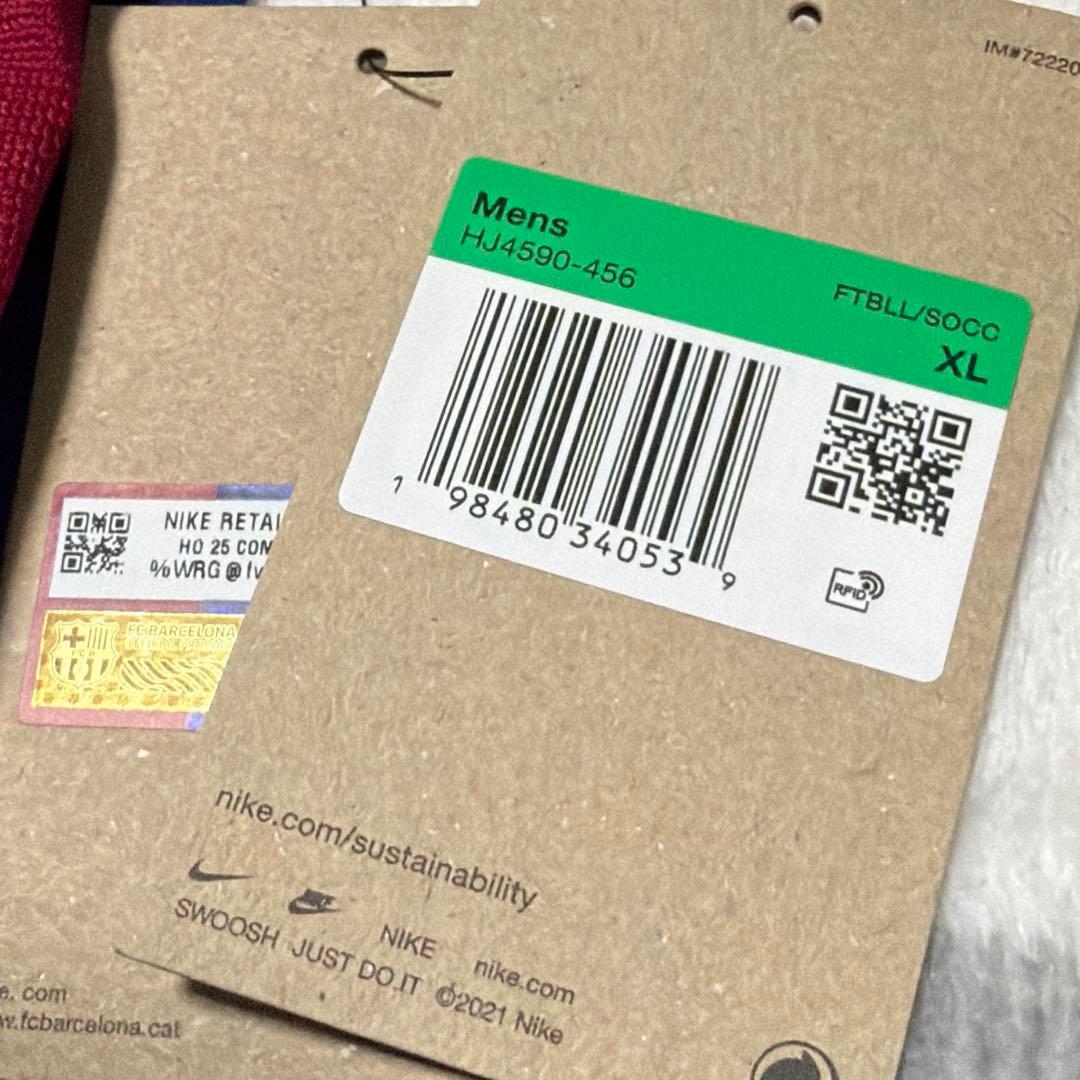 IM#72220
Mens
HJ4590-456
FTBLL/SOCC
XL
1 98480 34053 9
RFID
NIKE RETAI
HO 25 COM
%WRG@
FC BARCELONA
nike.com/sustainability
NIKE nike.com
SWOOSH JUST DO IT ©2021 Nike
e.com
w.fcbarcelona.cat